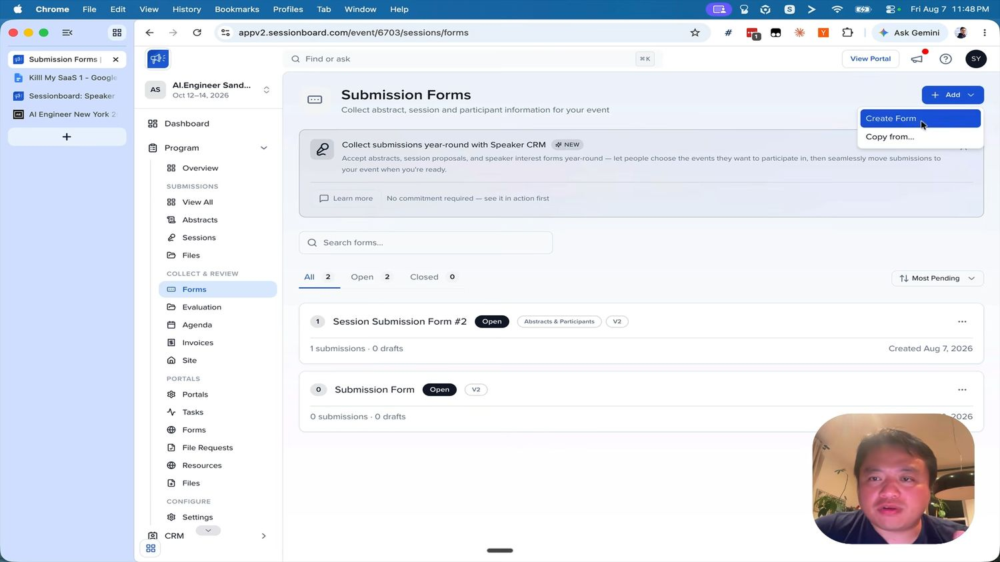 Chrome File Edit View History Bookmarks Profiles Tab Window Help
S
Fri Aug 7 11:48 PM
Submission Forms |
Killl My SaaS 1 - Google
Sessionboard: Speaker
AI Engineer New York
appv2.sessionboard.com/event/6703/sessions/forms
1
Y
Ask Gemini
Find or ask
⌘K
View Portal
SY
AS
AI.Engineer Sand...
Oct 12–14, 2026
Dashboard
Program
Overview
SUBMISSIONS
View All
Abstracts
Sessions
Files
COLLECT & REVIEW
Forms
Evaluation
Agenda
Invoices
Site
PORTALS
Portals
Tasks
Forms
File Requests
Resources
Files
CONFIGURE
Settings
CRM
Submission Forms
Collect abstract, session and participant information for your event
Add
Create Form
Copy from...
Collect submissions year-round with Speaker CRM NEW
Accept abstracts, session proposals, and speaker interest forms year-round — let people choose the events they want to participate in, then seamlessly move submissions to
your event when you're ready.
Learn more No commitment required — see it in action first
Search forms...
All 2 Open 2 Closed 0
Most Pending
1 Session Submission Form #2 Open Abstracts & Participants V2
1 submissions · 0 drafts Created Aug 7, 2026
0 Submission Form Open V2
0 submissions · 0 drafts 2026